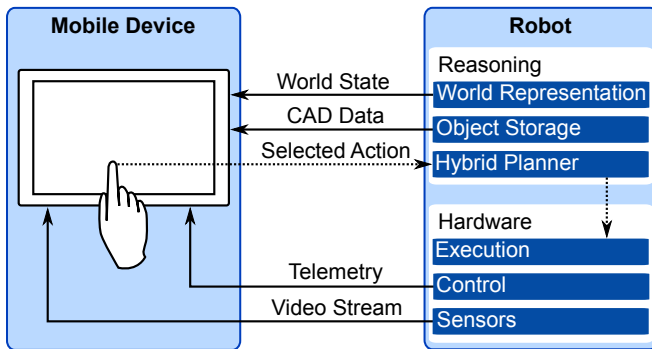 Mobile Device
Robot
Reasoning
World State
World Representation
CAD Data
Object Storage
Selected Action
Hybrid Planner
Hardware
Execution
Telemetry
Control
Video Stream
Sensors